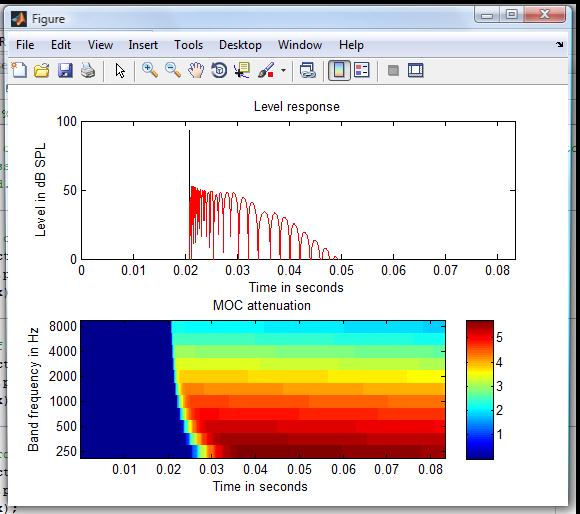 Figure
File Edit View Insert Tools Desktop Window Help
Level response
Level in dB SPL
100
50
0
0 0.01 0.02 0.03 0.04 0.05 0.06 0.07 0.08
Time in seconds
MOC attenuation
Band frequency in Hz
8000
4000
2000
1000
500
250
0.01 0.02 0.03 0.04 0.05 0.06 0.07 0.08
Time in seconds
5
4
3
2
1